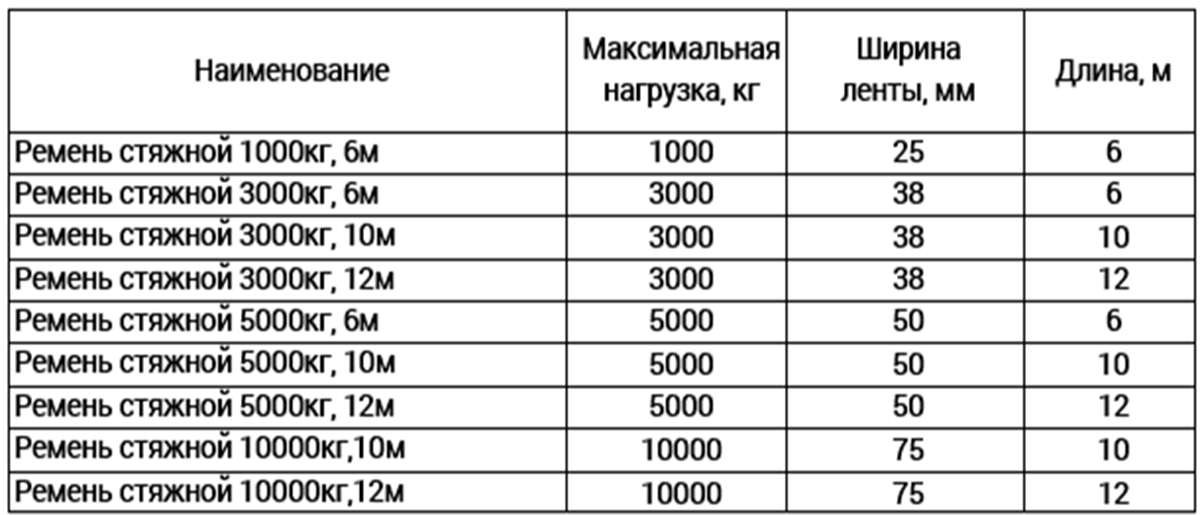 Наименование
Максимальная
нагрузка, кг
Ширина
ленты, мм
Длина, м
Ремень стяжной 1000кг, 6м 1000 25 6
Ремень стяжной 3000кг, 6м 3000 38 6
Ремень стяжной 3000кг, 10м 3000 38 10
Ремень стяжной 3000кг, 12м 3000 38 12
Ремень стяжной 5000кг, 6м 5000 50 6
Ремень стяжной 5000кг, 10м 5000 50 10
Ремень стяжной 5000кг, 12м 5000 50 12
Ремень стяжной 10000кг,10м 10000 75 10
Ремень стяжной 10000кг,12м 10000 75 12